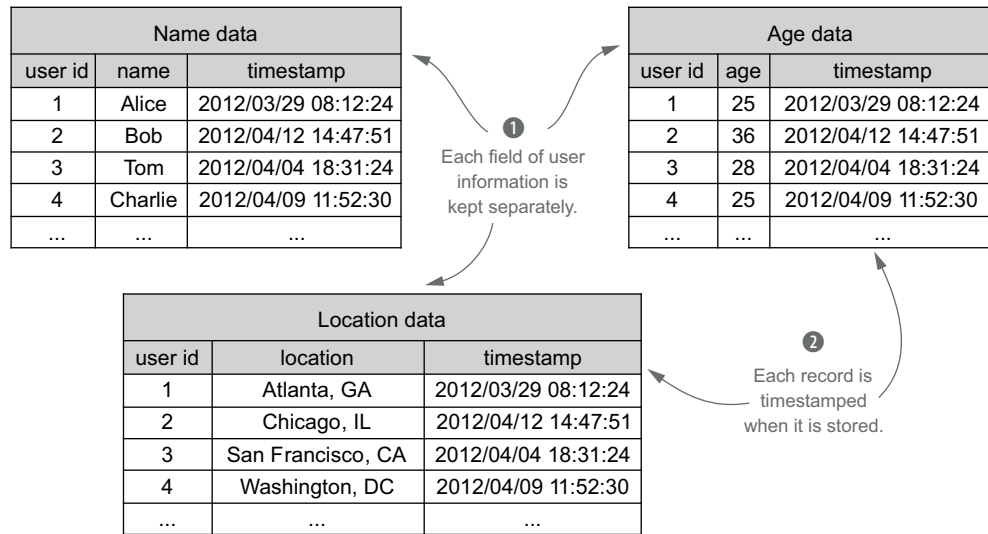 Name data
user id name timestamp
1 Alice 2012/03/29 08:12:24
2 Bob 2012/04/12 14:47:51
3 Tom 2012/04/04 18:31:24
4 Charlie 2012/04/09 11:52:30
... ... ...
Age data
user id age timestamp
1 25 2012/03/29 08:12:24
2 36 2012/04/12 14:47:51
3 28 2012/04/04 18:31:24
4 25 2012/04/09 11:52:30
... ... ...
1
Each field of user
information is
kept separately.
Location data
user id location timestamp
1 Atlanta, GA 2012/03/29 08:12:24
2 Chicago, IL 2012/04/12 14:47:51
3 San Francisco, CA 2012/04/04 18:31:24
4 Washington, DC 2012/04/09 11:52:30
... ... ...
2
Each record is
timestamped
when it is stored.